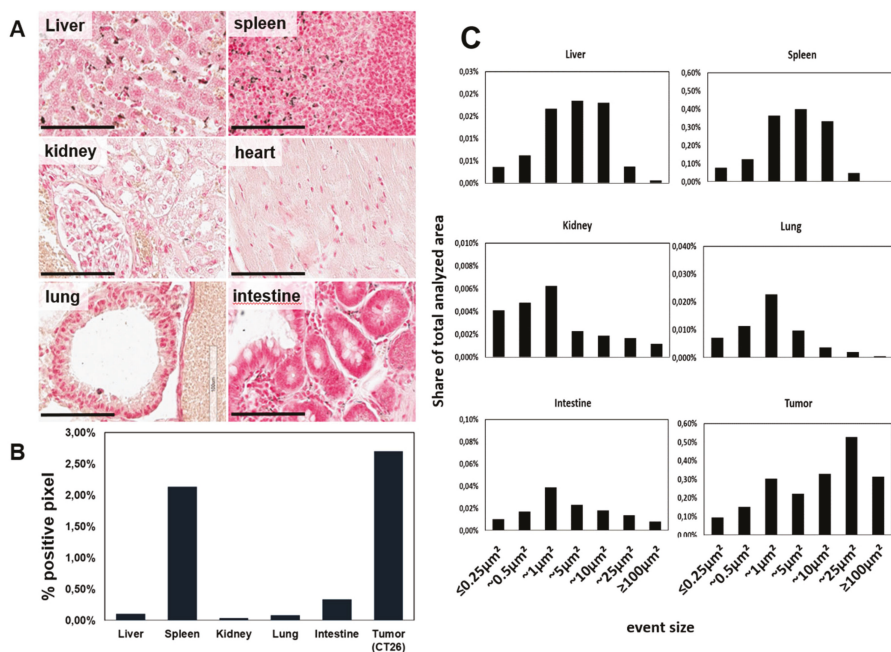 A
Liver
spleen
kidney
heart
lung
intestine
B
% positive pixel
3,00%
2,50%
2,00%
1,50%
1,00%
0,50%
0,00%
Liver
Spleen
Kidney
Lung
Intestine
Tumor
(CT26)
C
Share of total analyzed area
Liver
0,03%
0,03%
0,02%
0,02%
0,01%
0,01%
0,00%
Spleen
0,60%
0,50%
0,40%
0,30%
0,20%
0,10%
0,00%
Kidney
0,010%
0,008%
0,006%
0,004%
0,002%
0,000%
Lung
0,040%
0,030%
0,020%
0,010%
0,000%
Intestine
0,10%
0,08%
0,06%
0,04%
0,02%
0,00%
Tumor
0,60%
0,50%
0,40%
0,30%
0,20%
0,10%
0,00%
≤0.25µm²
~0.5µm²
~1µm²
~5µm²
~10µm²
~25µm²
≥100µm²
≤0.25µm²
~0.5µm²
~1µm²
~5µm²
~10µm²
~25µm²
≥100µm²
event size